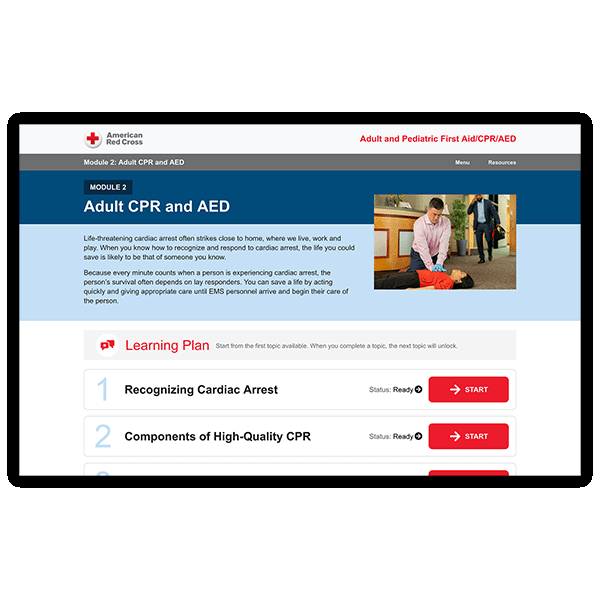 American
Red Cross
Adult and Pediatric First Aid/CPR/AED
Module 2: Adult CPR and AED
Menu
Resources
MODULE 2
Adult CPR and AED
Life-threatening cardiac arrest often strikes close to home, where we live, work and
play. When you know how to recognize and respond to cardiac arrest, the life you could
save is likely to be that of someone you know.
Because every minute counts when a person is experiencing cardiac arrest, the
person's survival often depends on lay responders. You can save a life by acting
quickly and giving appropriate care until EMS personnel arrive and begin their care of
the person.
Learning Plan
Start from the first topic available. When you complete a topic, the next topic will unlock.
1
Recognizing Cardiac Arrest
Status: Ready
START
2
Components of High-Quality CPR
Status: Ready
START